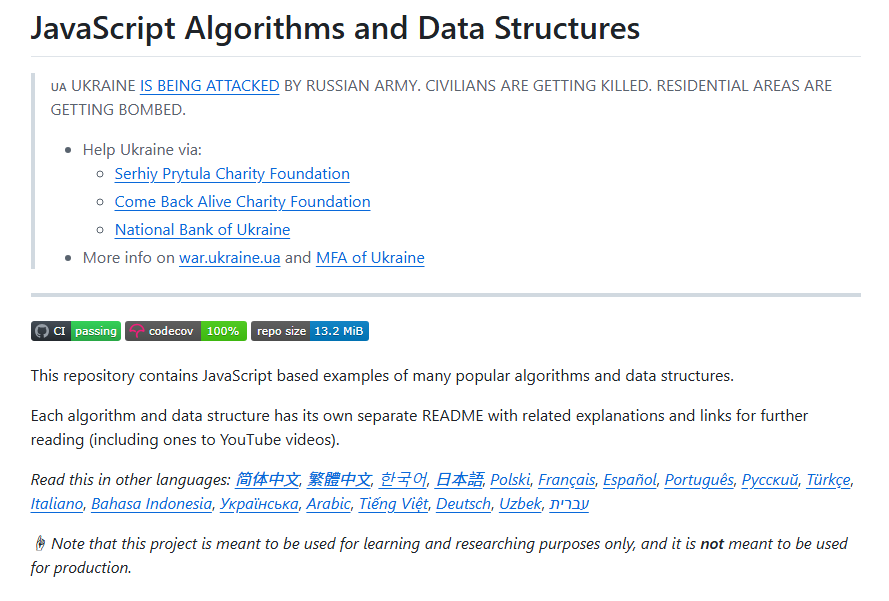 JavaScript Algorithms and Data Structures
UA UKRAINE IS BEING ATTACKED BY RUSSIAN ARMY. CIVILIANS ARE GETTING KILLED. RESIDENTIAL AREAS ARE
GETTING BOMBED.
Help Ukraine via:
Serhiy Prytula Charity Foundation
Come Back Alive Charity Foundation
National Bank of Ukraine
More info on war.ukraine.ua and MFA of Ukraine
CI passing codecov 100% repo size 13.2 MiB
This repository contains JavaScript based examples of many popular algorithms and data structures.
Each algorithm and data structure has its own separate README with related explanations and links for further
reading (including ones to YouTube videos).
Read this in other languages: 简体中文, 繁體中文, 한국어, 日本語, Polski, Français, Español, Português, Русский, Türkçe,
Italiano, Bahasa Indonesia, Українська, Arabic, Tiếng Việt, Deutsch, Uzbek, עברית
☝ Note that this project is meant to be used for learning and researching purposes only, and it is not meant to be used
for production.